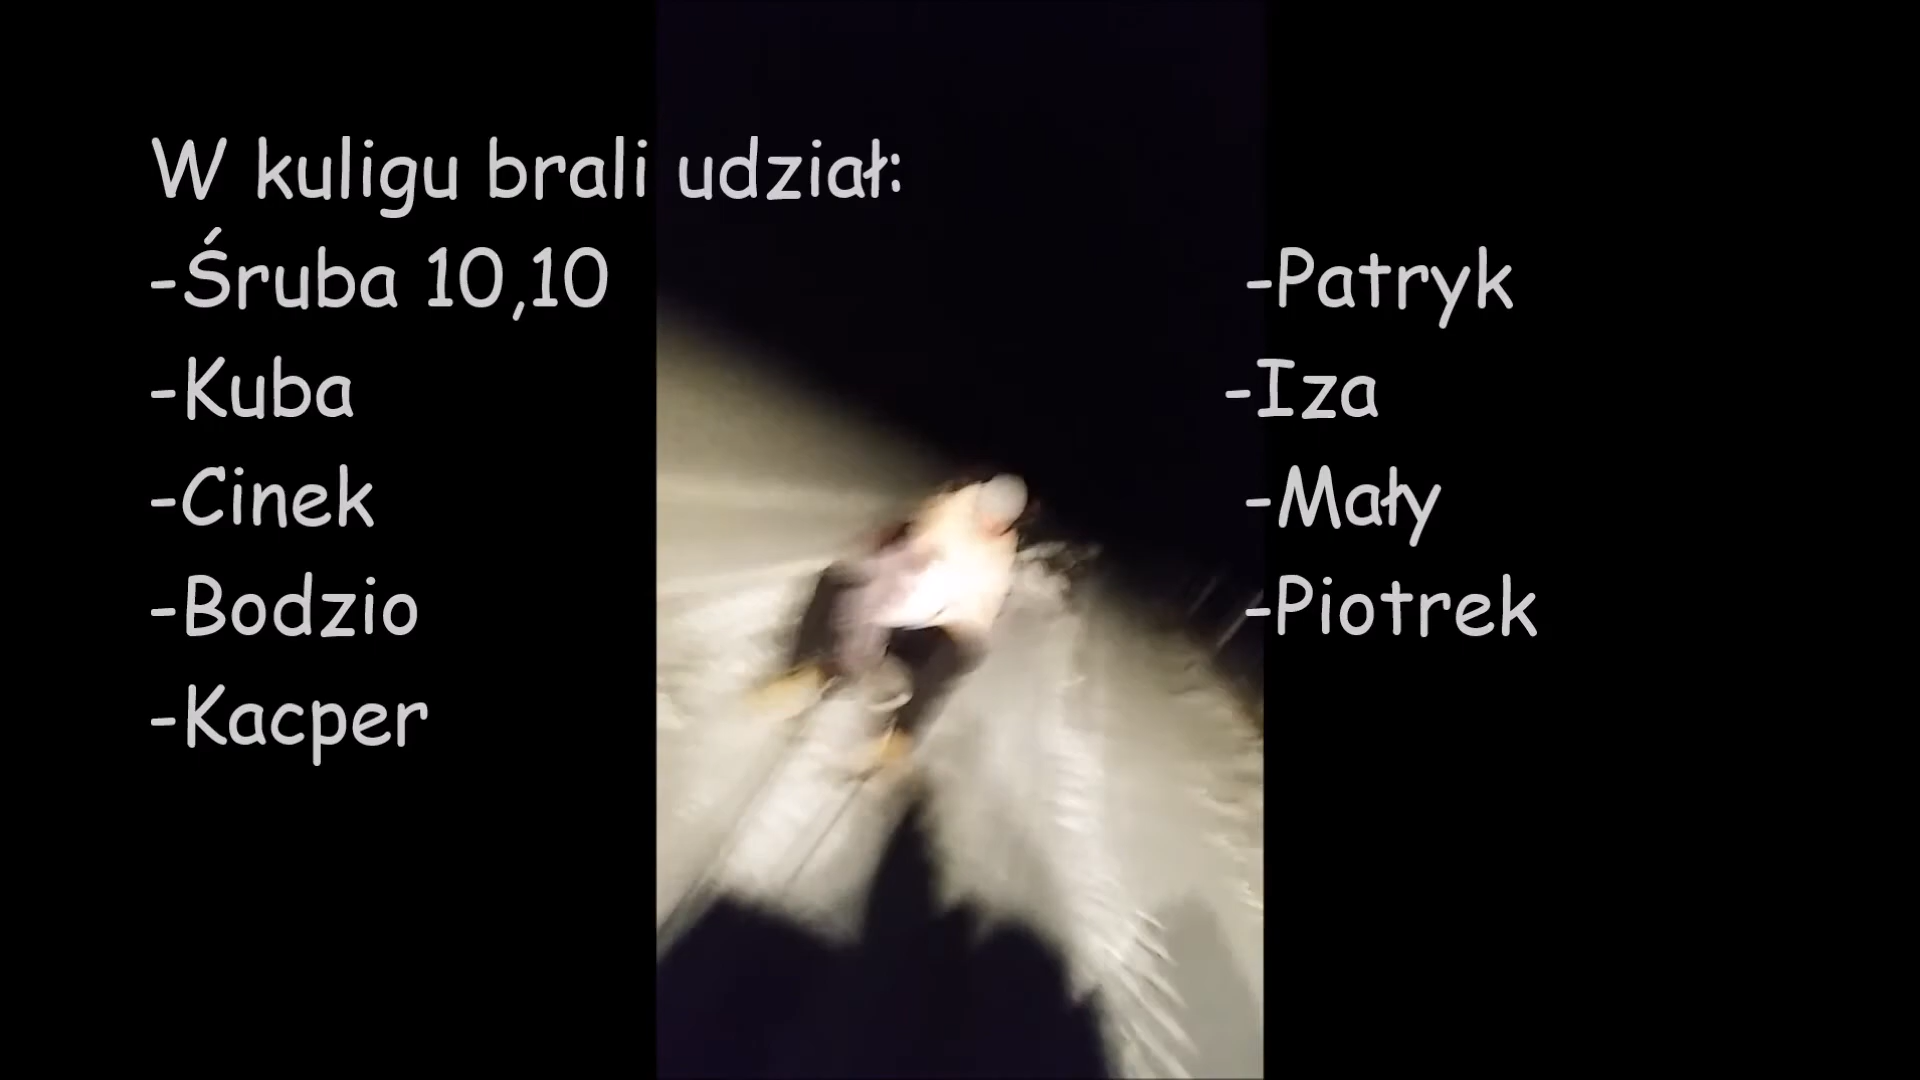 W kuligu brali udział:
-Śruba 10,10
-Kuba
-Cinek
-Bodzio
-Kacper
-Patryk
-Iza
-Mały
-Piotrek